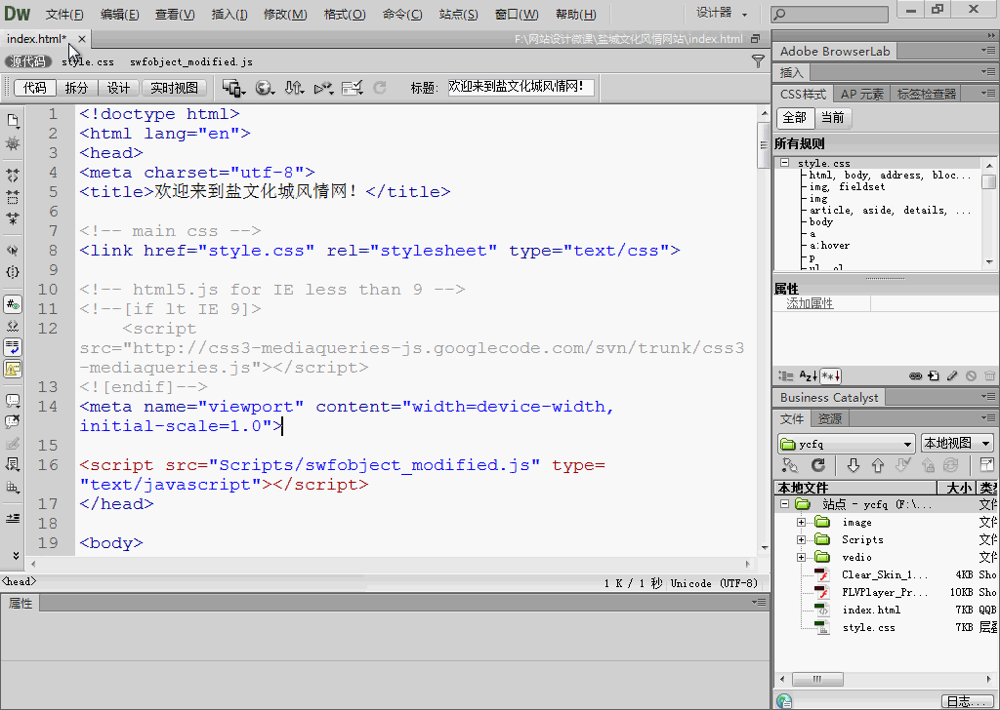 Dw 文件(F) 编辑(E) 查看(V) 插入(I) 修改(M) 格式(O) 命令(C) 站点(S) 窗口(W) 帮助(H) 设计器
index.html* × F:\网站设计微课\盐城文化风情网站\index.html
源代码 style.css swfobject_modified.js
代码 拆分 设计 实时视图 标题: 欢迎来到盐文化城风情网!
1 <!doctype html>
2 <html lang="en">
3 <head>
4 <meta charset="utf-8">
5 <title>欢迎来到盐文化城风情网! </title>
6
7 <!-- main css -->
8 <link href="style.css" rel="stylesheet" type="text/css">
9
10 <!-- html5.js for IE less than 9 -->
11 <!--[if lt IE 9]>
12 <script
src="http://css3-mediaqueries-js.googlecode.com/svn/trunk/css3
-mediaqueries.js"></script>
13 <![endif]-->
14 <meta name="viewport" content="width=device-width,
initial-scale=1.0">
15
16 <script src="Scripts/swfobject_modified.js" type=
"text/javascript"></script>
17 </head>
18
19 <body>
<head> 1 K / 1 秒 Unicode (UTF-8)
属性
Adobe BrowserLab
插入
CSS样式 AP 元素 标签检查器
全部 当前
所有规则
style.css
html, body, address, bloc...
img, fieldset
img
article, aside, details, ...
body
a
a:hover
p
ul, ol
属性
添加属性
Business Catalyst
文件 资源
ycfq 本地视图
本地文件 大小 类
站点 - ycfq (F:\... 文件
image 文件
Scripts 文件
vedio 文件
Clear_Skin_1... 4KB Sho
FLVPlayer_Pr... 10KB Sho
index.html 7KB QQB
style.css 7KB 层叠
日志...